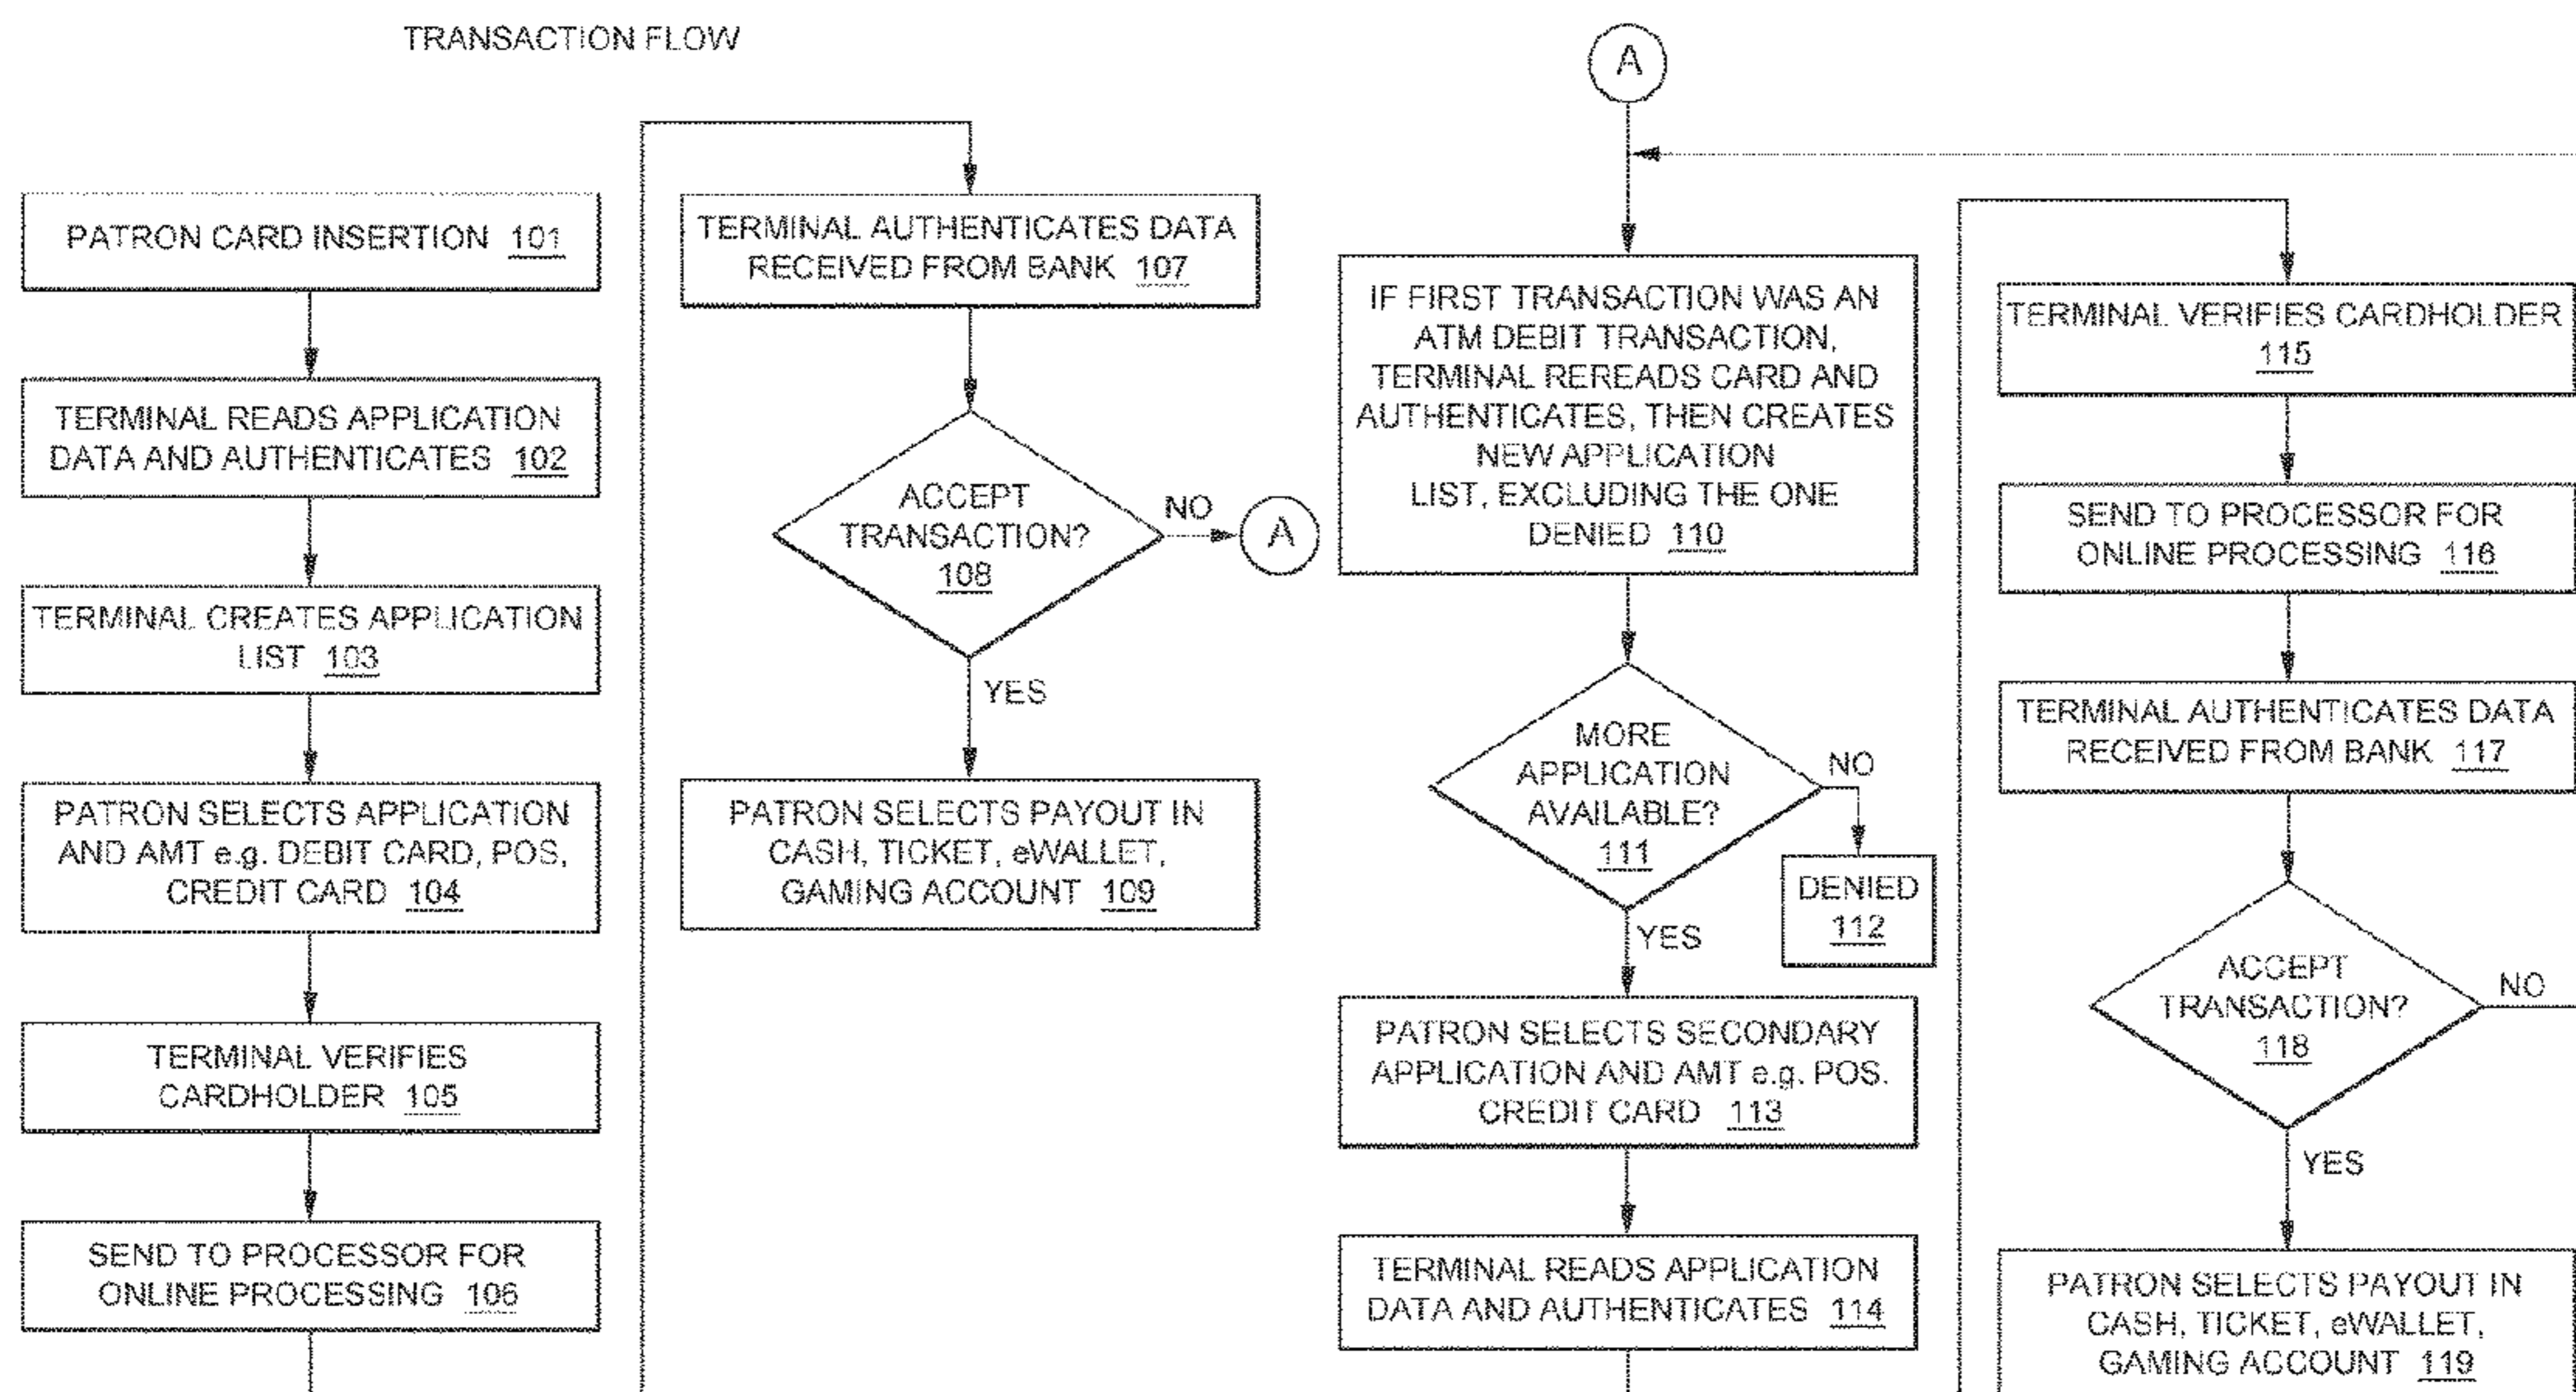 TRANSACTION FLOW
PATRON CARD INSERTION 101
TERMINAL READS APPLICATION
DATA AND AUTHENTICATES 102
TERMINAL CREATES APPLICATION
LIST 103
PATRON SELECTS APPLICATION
AND AMT e.g. DEBIT CARD, POS,
CREDIT CARD 104
TERMINAL VERIFIES
CARDHOLDER 105
SEND TO PROCESSOR FOR
ONLINE PROCESSING 106
TERMINAL AUTHENTICATES DATA
RECEIVED FROM BANK 107
ACCEPT
TRANSACTION?
108
NO
A
YES
PATRON SELECTS PAYOUT IN
CASH, TICKET, eWALLET,
GAMING ACCOUNT 109
A
IF FIRST TRANSACTION WAS AN
ATM DEBIT TRANSACTION,
TERMINAL REREADS CARD AND
AUTHENTICATES, THEN CREATES
NEW APPLICATION
LIST, EXCLUDING THE ONE
DENIED 110
MORE
APPLICATION
AVAILABLE?
111
NO
DENIED
112
YES
PATRON SELECTS SECONDARY
APPLICATION AND AMT e.g. POS.
CREDIT CARD 113
TERMINAL READS APPLICATION
DATA AND AUTHENTICATES 114
TERMINAL VERIFIES CARDHOLDER
115
SEND TO PROCESSOR FOR
ONLINE PROCESSING 116
TERMINAL AUTHENTICATES DATA
RECEIVED FROM BANK 117
ACCEPT
TRANSACTION?
118
NO
YES
PATRON SELECTS PAYOUT IN
CASH, TICKET, eWALLET,
GAMING ACCOUNT 119